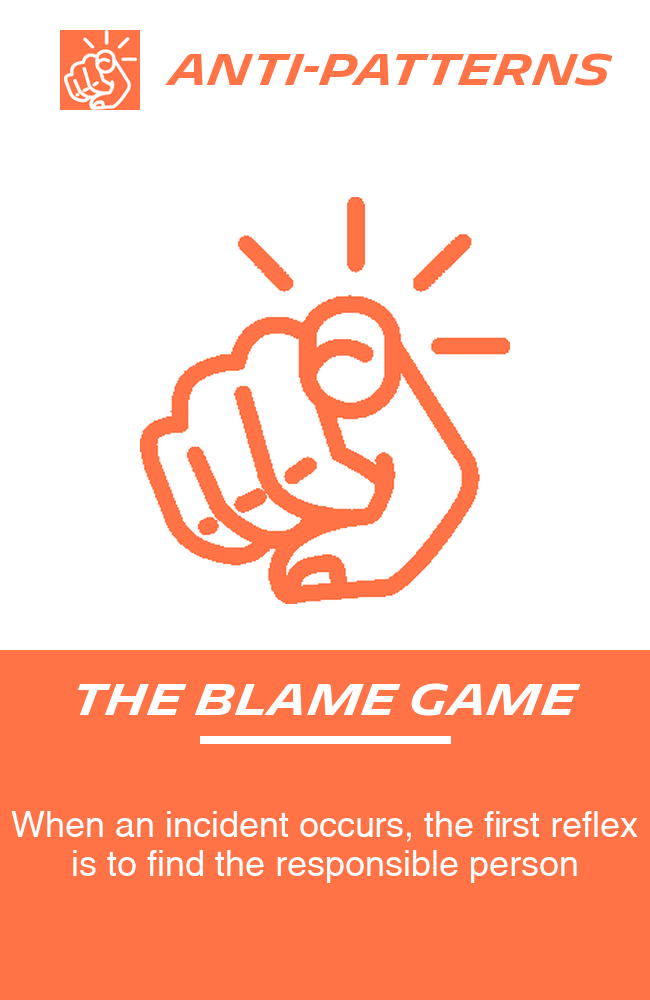 ANTI-PATTERNS
THE BLAME GAME
When an incident occurs, the first reflex
is to find the responsible person